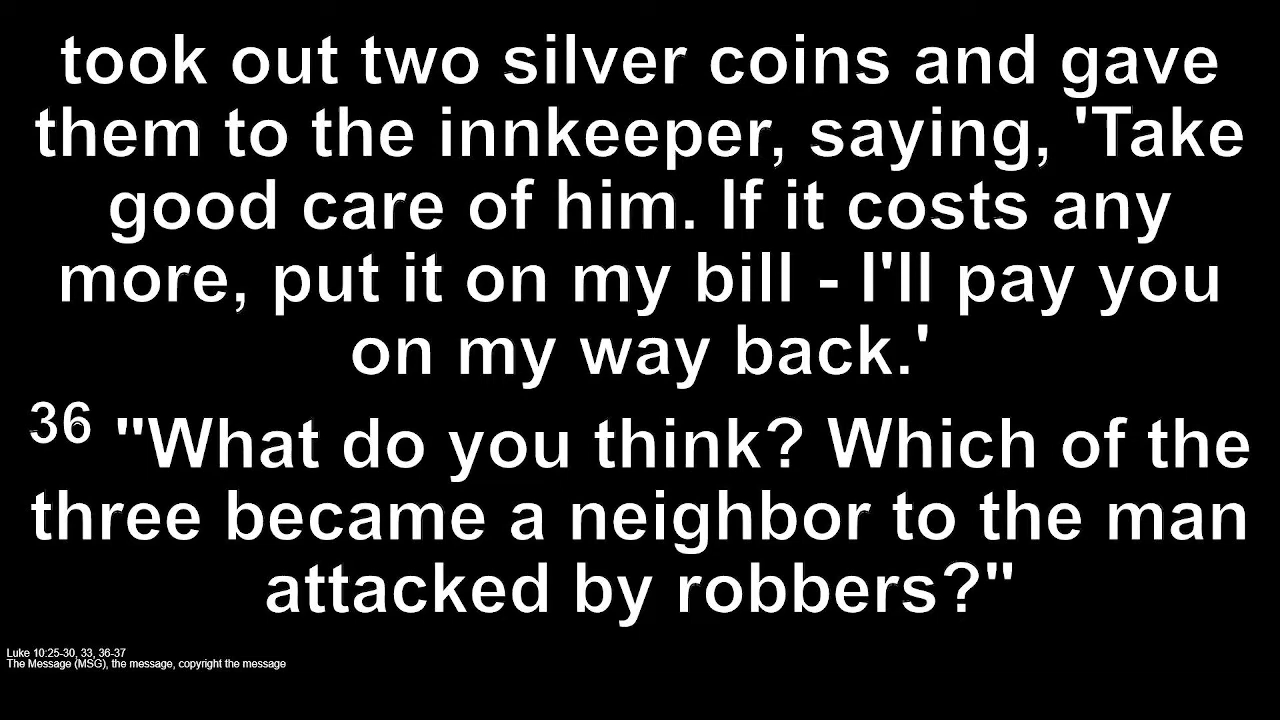 took out two silver coins and gave
them to the innkeeper, saying, 'Take
good care of him. If it costs any
more, put it on my bill - I'll pay you
on my way back.'
36 "What do you think? Which of the
three became a neighbor to the man
attacked by robbers?"
Luke 10:25-30, 33, 36-37
The Message (MSG), the message, copyright the message